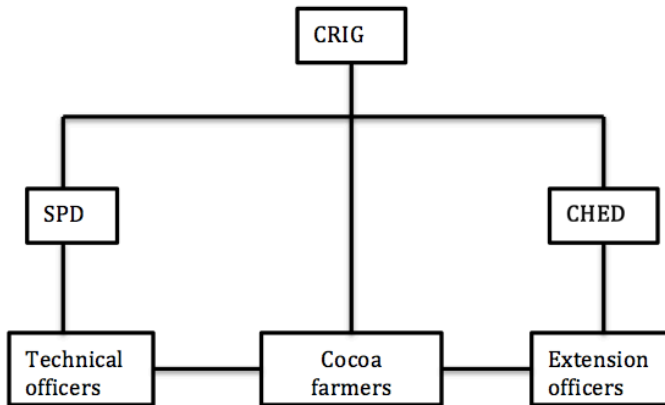 CRIG
SPD
CHED
Technical
officers
Cocoa
farmers
Extension
officers